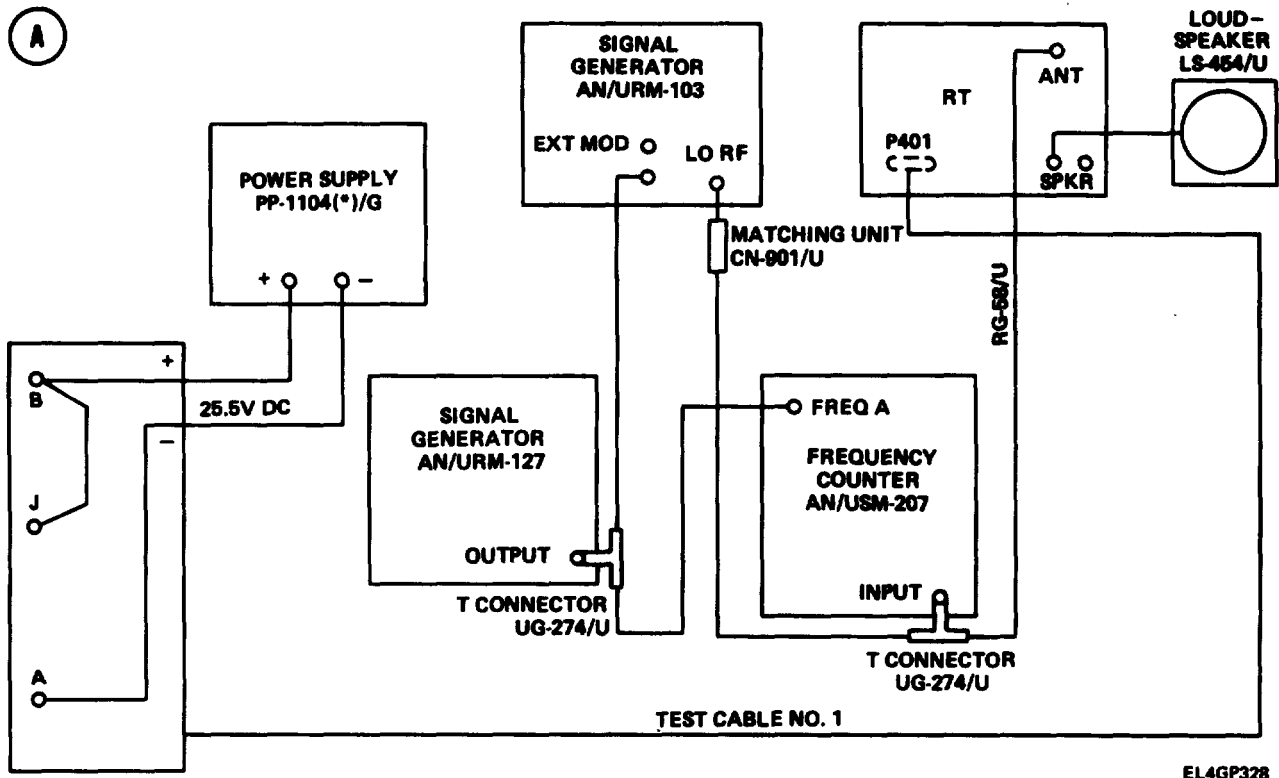 A
SIGNAL
GENERATOR
AN/URM-103
EXT MOD
LO RF
MATCHING UNIT
CN-901/U
RT
ANT
P401
SPKR
LOUD-
SPEAKER
LS-454/U
RG-58/U
POWER SUPPLY
PP-1104(*)/G
+
−
+
25.5V DC
−
B
J
A
SIGNAL
GENERATOR
AN/URM-127
OUTPUT
T CONNECTOR
UG-274/U
FREQ A
FREQUENCY
COUNTER
AN/USM-207
INPUT
T CONNECTOR
UG-274/U
TEST CABLE NO. 1
EL4GP328